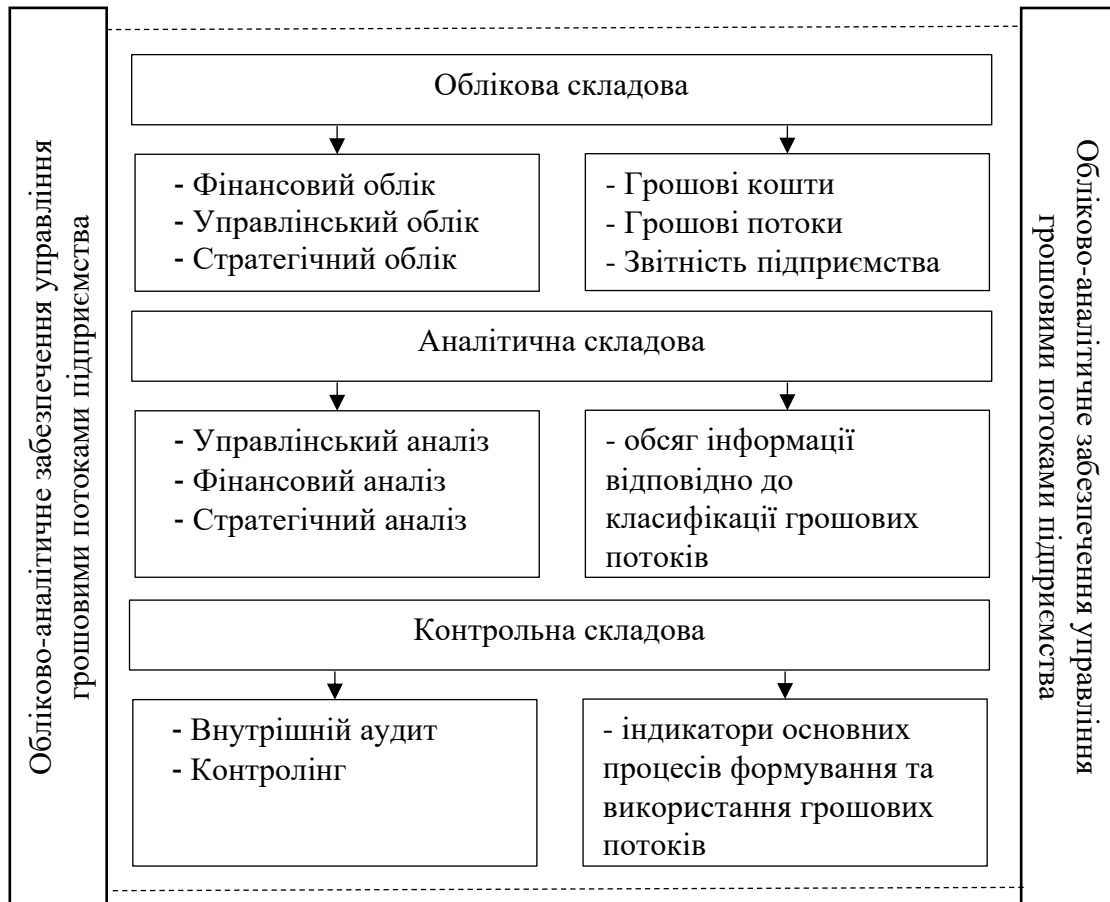 Обліково-аналітичне забезпечення управління
грошовими потоками підприємства
Облікова складова
- Фінансовий облік
- Управлінський облік
- Стратегічний облік
- Грошові кошти
- Грошові потоки
- Звітність підприємства
Аналітична складова
- Управлінський аналіз
- Фінансовий аналіз
- Стратегічний аналіз
- обсяг інформації
відповідно до
класифікації грошових
потоків
Контрольна складова
- Внутрішній аудит
- Контролінг
- індикатори основних
процесів формування та
використання грошових
потоків
Обліково-аналітичне забезпечення управління
грошовими потоками підприємства